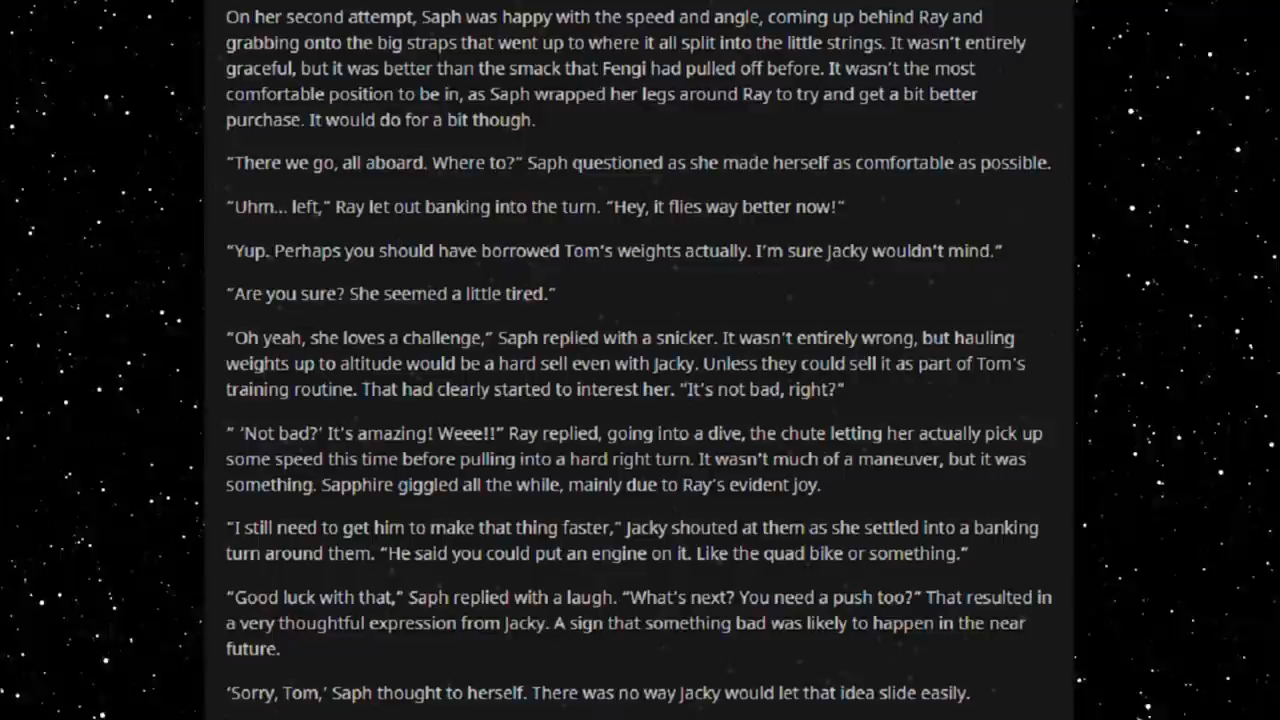 On her second attempt, Saph was happy with the speed and angle, coming up behind Ray and
grabbing onto the big straps that went up to where it all split into the little strings. It wasn’t entirely
graceful, but it was better than the smack that Fengi had pulled off before. It wasn’t the most
comfortable position to be in, as Saph wrapped her legs around Ray to try and get a bit better
purchase. It would do for a bit though.
“There we go, all aboard. Where to?” Saph questioned as she made herself as comfortable as possible.
“Uhm… left,” Ray let out banking into the turn. “Hey, it flies way better now!”
“Yup. Perhaps you should have borrowed Tom’s weights actually. I’m sure Jacky wouldn’t mind.”
“Are you sure? She seemed a little tired.”
“Oh yeah, she loves a challenge,” Saph replied with a snicker. It wasn’t entirely wrong, but hauling
weights up to altitude would be a hard sell even with Jacky. Unless they could sell it as part of Tom’s
training routine. That had clearly started to interest her. “It’s not bad, right?”
” ‘Not bad?’ It’s amazing! Weee!!” Ray replied, going into a dive, the chute letting her actually pick up
some speed this time before pulling into a hard right turn. It wasn’t much of a maneuver, but it was
something. Sapphire giggled all the while, mainly due to Ray’s evident joy.
“I still need to get him to make that thing faster,” Jacky shouted at them as she settled into a banking
turn around them. “He said you could put an engine on it. Like the quad bike or something.”
“Good luck with that,” Saph replied with a laugh. “What’s next? You need a push too?” That resulted in
a very thoughtful expression from Jacky. A sign that something bad was likely to happen in the near
future.
‘Sorry, Tom,’ Saph thought to herself. There was no way Jacky would let that idea slide easily.